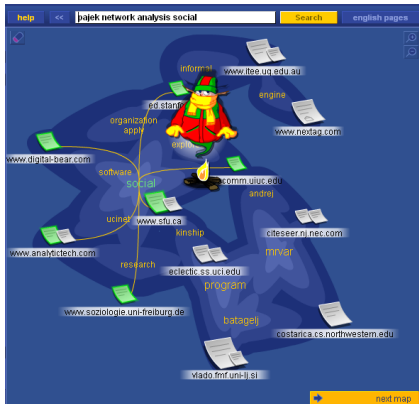 help
<<
pajek network analysis social
Search
english pages
informal
www.itee.uq.edu.au
ed.stanf
engine
organization
apply
www.nextag.com
explo
www.digital-bear.com
software
social
comm.uiuc.edu
andrej
ucinet
www.sfu.ca
kinship
citeseer.nj.nec.com
www.analytictech.com
eclectic.ss.uci.edu
mrvar
research
program
www.soziologie.uni-freiburg.de
batagelj
costarica.cs.northwestern.edu
vlado.fmf.uni-lj.si
next map